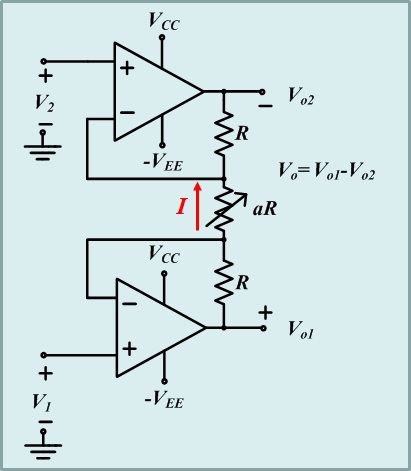 VCC
+
V2
+
−
−
Vo2
−
R
-VEE
Vo=Vo1-Vo2
I
aR
VCC
R
−
+
+
Vo1
+
-VEE
V1
−